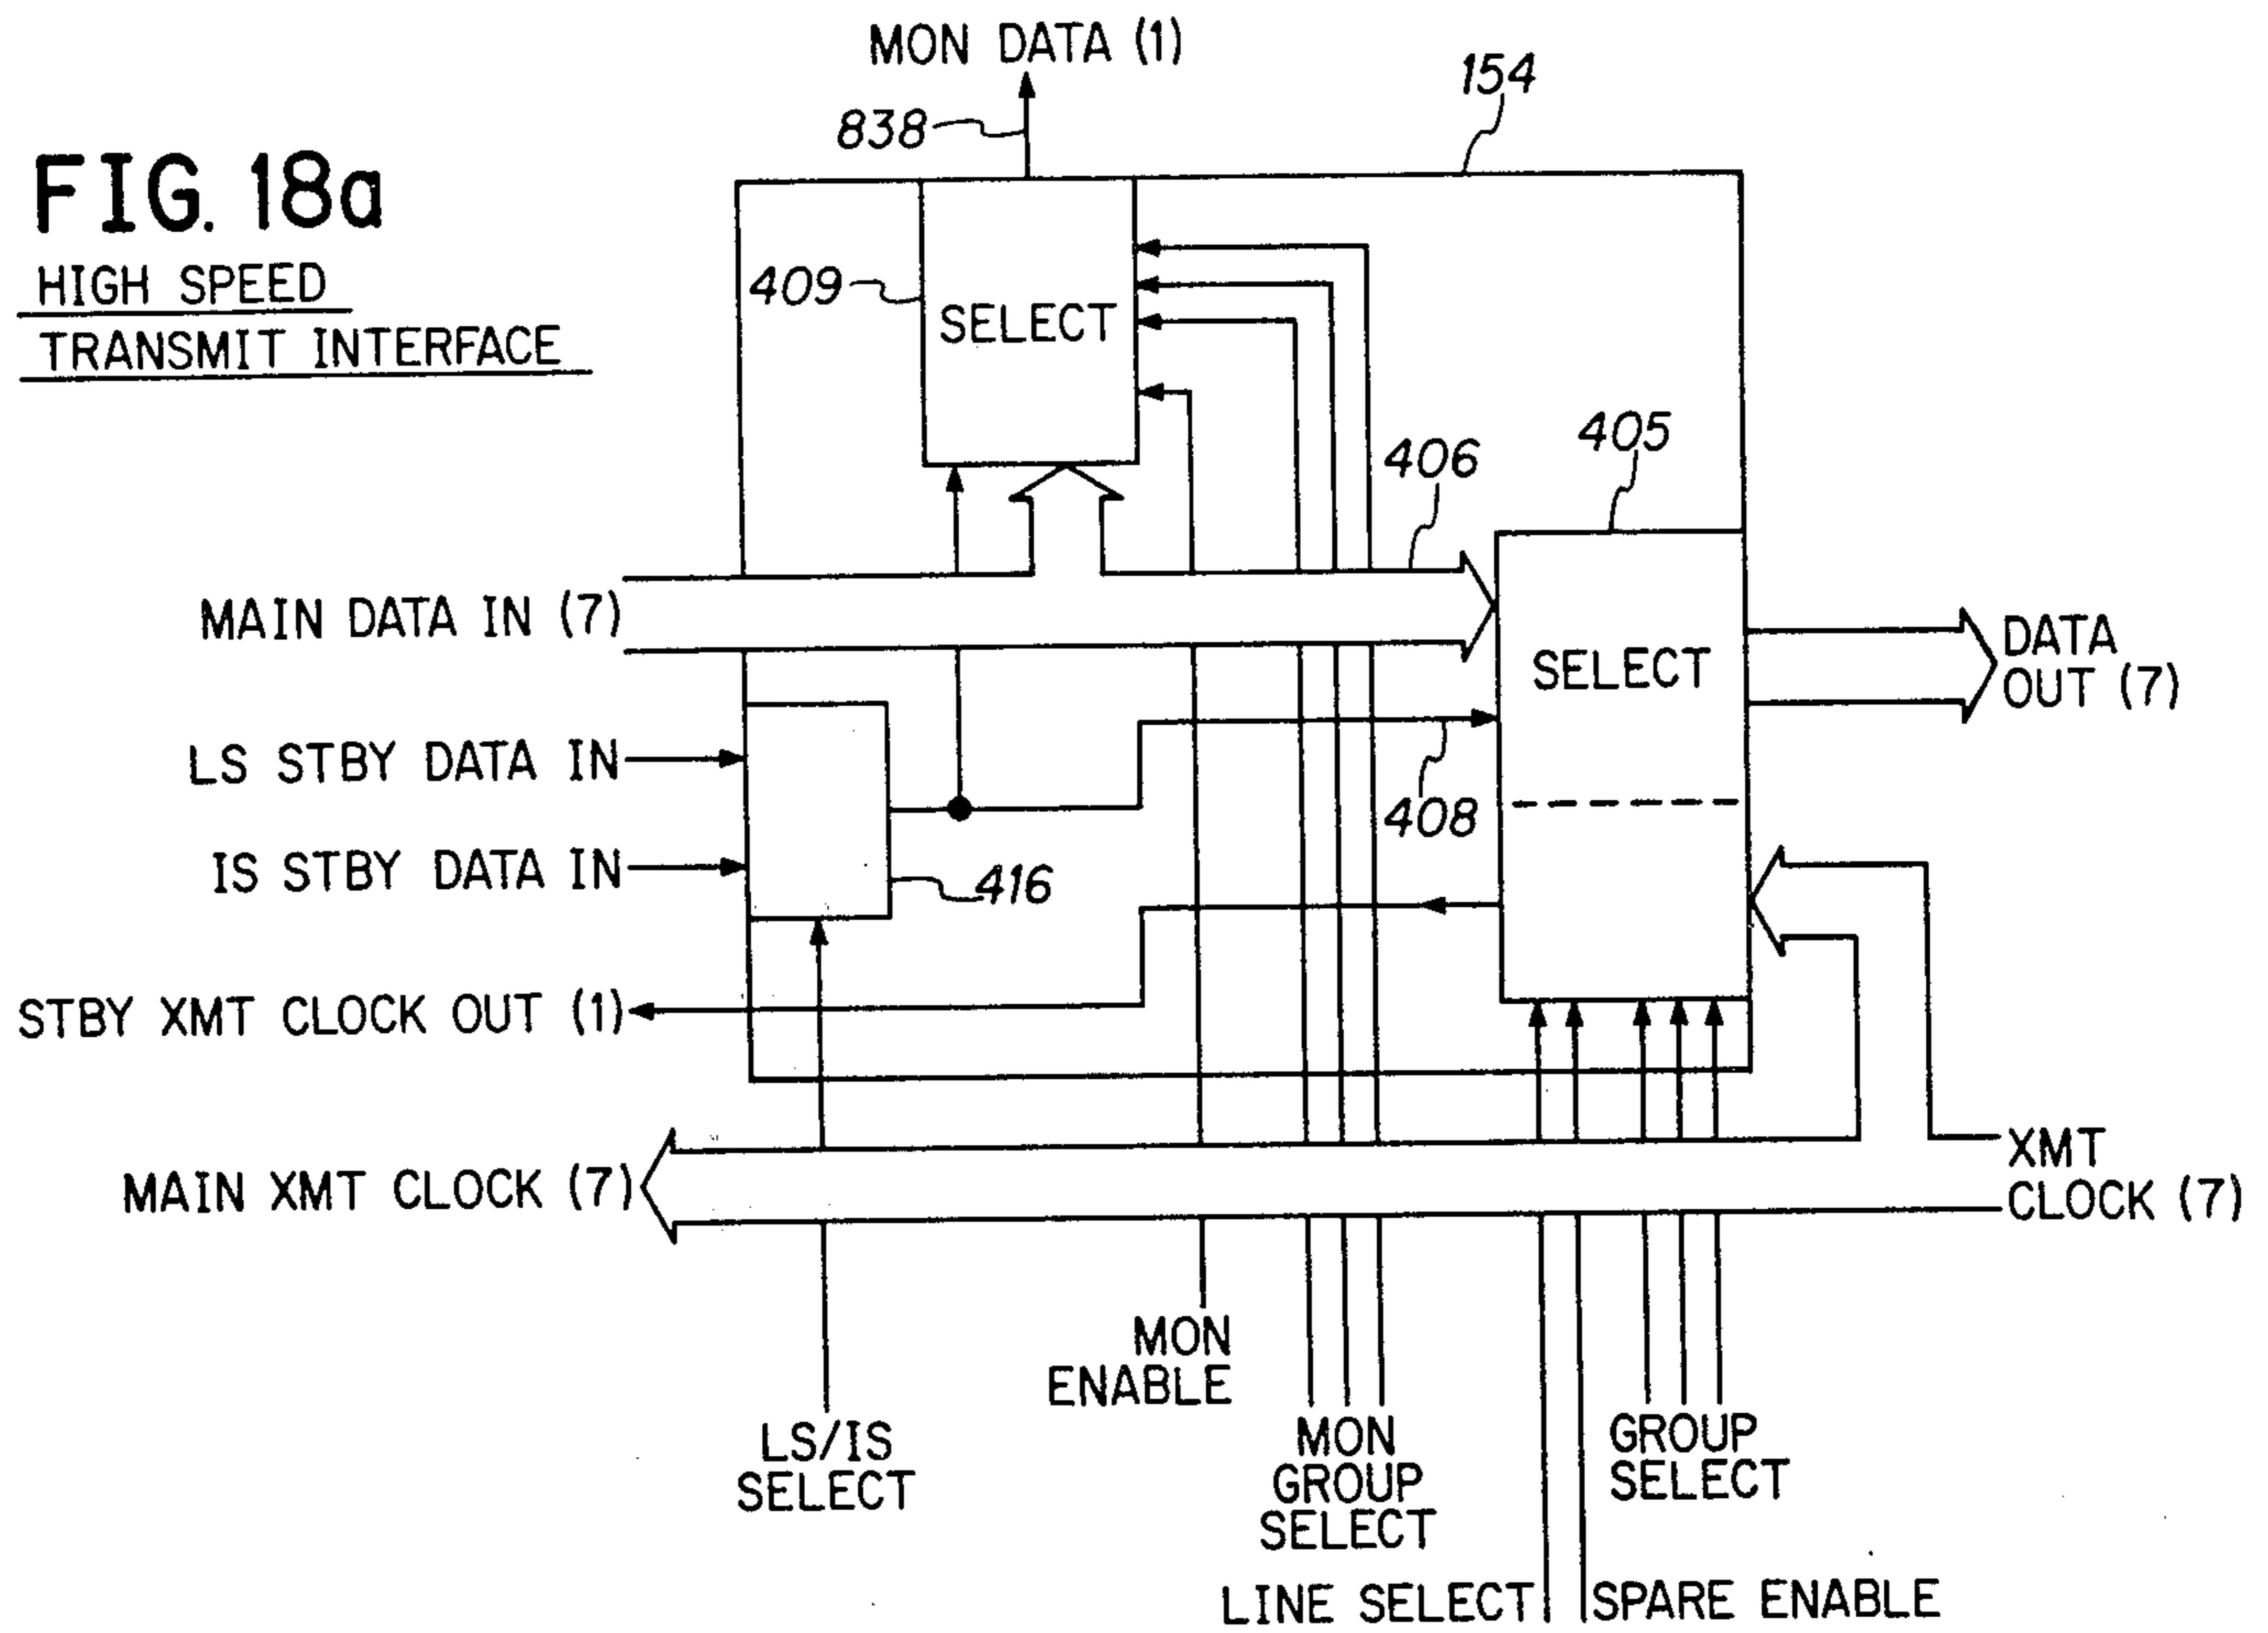 MON DATA (1)
154
838
FIG. 18a
HIGH SPEED
TRANSMIT INTERFACE
409
SELECT
406
405
MAIN DATA IN (7)
SELECT
DATA
OUT (7)
LS STBY DATA IN
408
IS STBY DATA IN
416
STBY XMT CLOCK OUT (1)
MAIN XMT CLOCK (7)
XMT
CLOCK (7)
MON
ENABLE
LS/IS
SELECT
MON
GROUP
SELECT
GROUP
SELECT
LINE SELECT
SPARE ENABLE